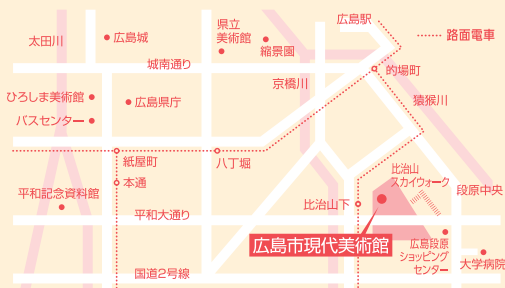 広島駅
県立
美術館
太田川
広島城
縮景園
路面電車
城南通り
的場町
京橋川
ひろしま美術館
広島県庁
猿猴川
バスセンター
紙屋町
八丁堀
比治山
スカイウォーク
本通
段原中央
平和記念資料館
比治山下
平和大通り
広島市現代美術館
広島段原
ショッピング
センター
大学病院
国道2号線